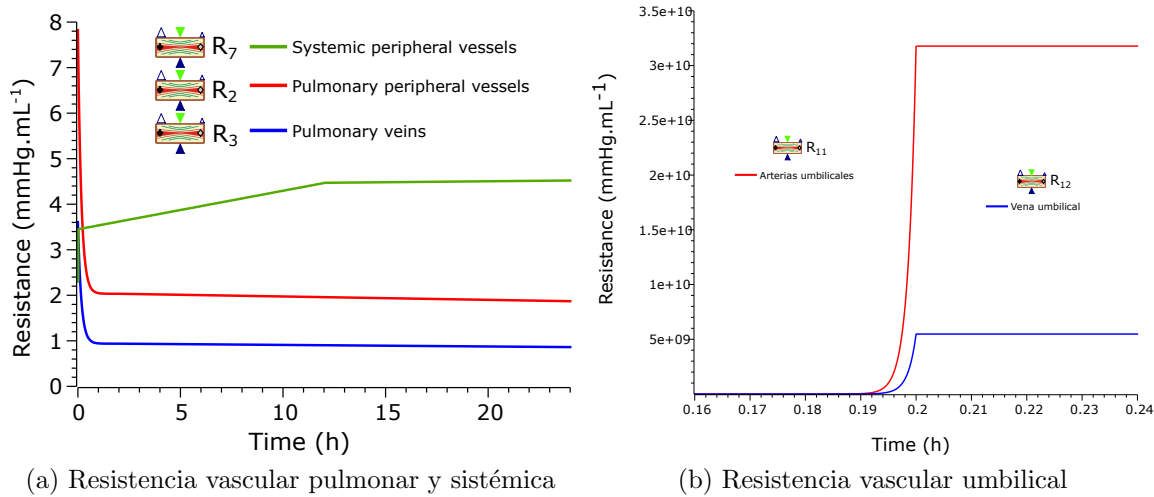 8
7
6
5
4
3
2
1
0
Resistance (mmHg.mL⁻¹)
R₇ Systemic peripheral vessels
R₂ Pulmonary peripheral vessels
R₃ Pulmonary veins
0 5 10 15 20
Time (h)
(a) Resistencia vascular pulmonar y sistémica
3.5e+10
3e+10
2.5e+10
2e+10
1.5e+10
1e+10
5e+09
0
Resistance (mmHg.mL⁻¹)
R₁₁
Arterias umbilicales
R₁₂
Vena umbilical
0.16 0.17 0.18 0.19 0.2 0.21 0.22 0.23 0.24
Time (h)
(b) Resistencia vascular umbilical